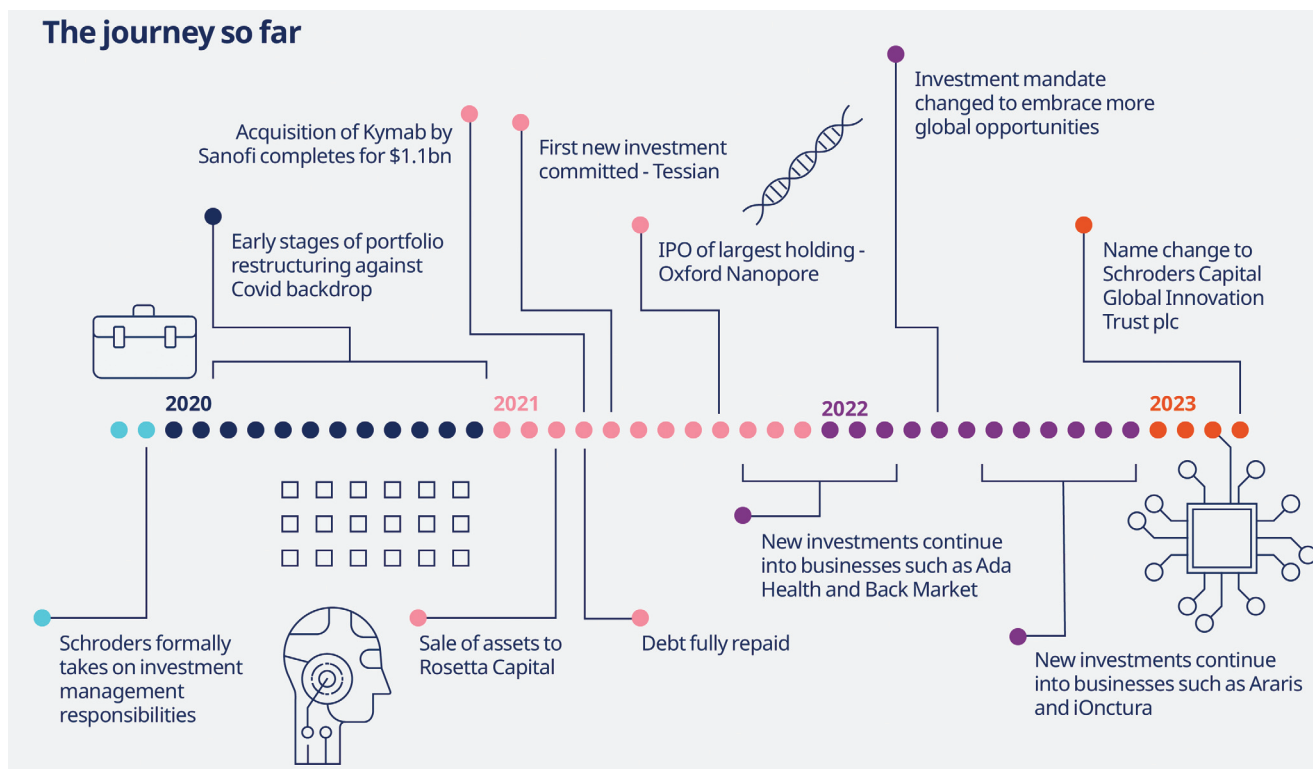 The journey so far
Acquisition of Kymab by
Sanofi completes for $1.1bn
First new investment
committed - Tessian
Investment mandate
changed to embrace more
global opportunities
Early stages of portfolio
restructuring against
Covid backdrop
IPO of largest holding -
Oxford Nanopore
Name change to
Schroders Capital
Global Innovation
Trust plc
2020
2021
2022
2023
Schroders formally
takes on investment
management
responsibilities
Sale of assets to
Rosetta Capital
Debt fully repaid
New investments continue
into businesses such as Ada
Health and Back Market
New investments continue
into businesses such as Araris
and iOnctura